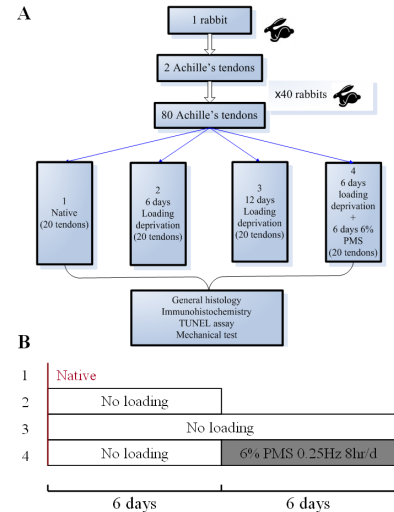 A
1 rabbit
2 Achille's tendons
x40 rabbits
80 Achille's tendons
1
Native
(20 tendons)
2
6 days
Loading
deprivation
(20 tendons)
3
12 days
Loading
deprivation
(20 tendons)
4
6 days
loading
deprivation
+
6 days 6%
PMS
(20 tendons)
General histology
Immunohistochemistry
TUNEL assay
Mechanical test
B
1 Native
2 No loading
3 No loading
4 No loading 6% PMS 0.25Hz 8hr/d
6 days 6 days